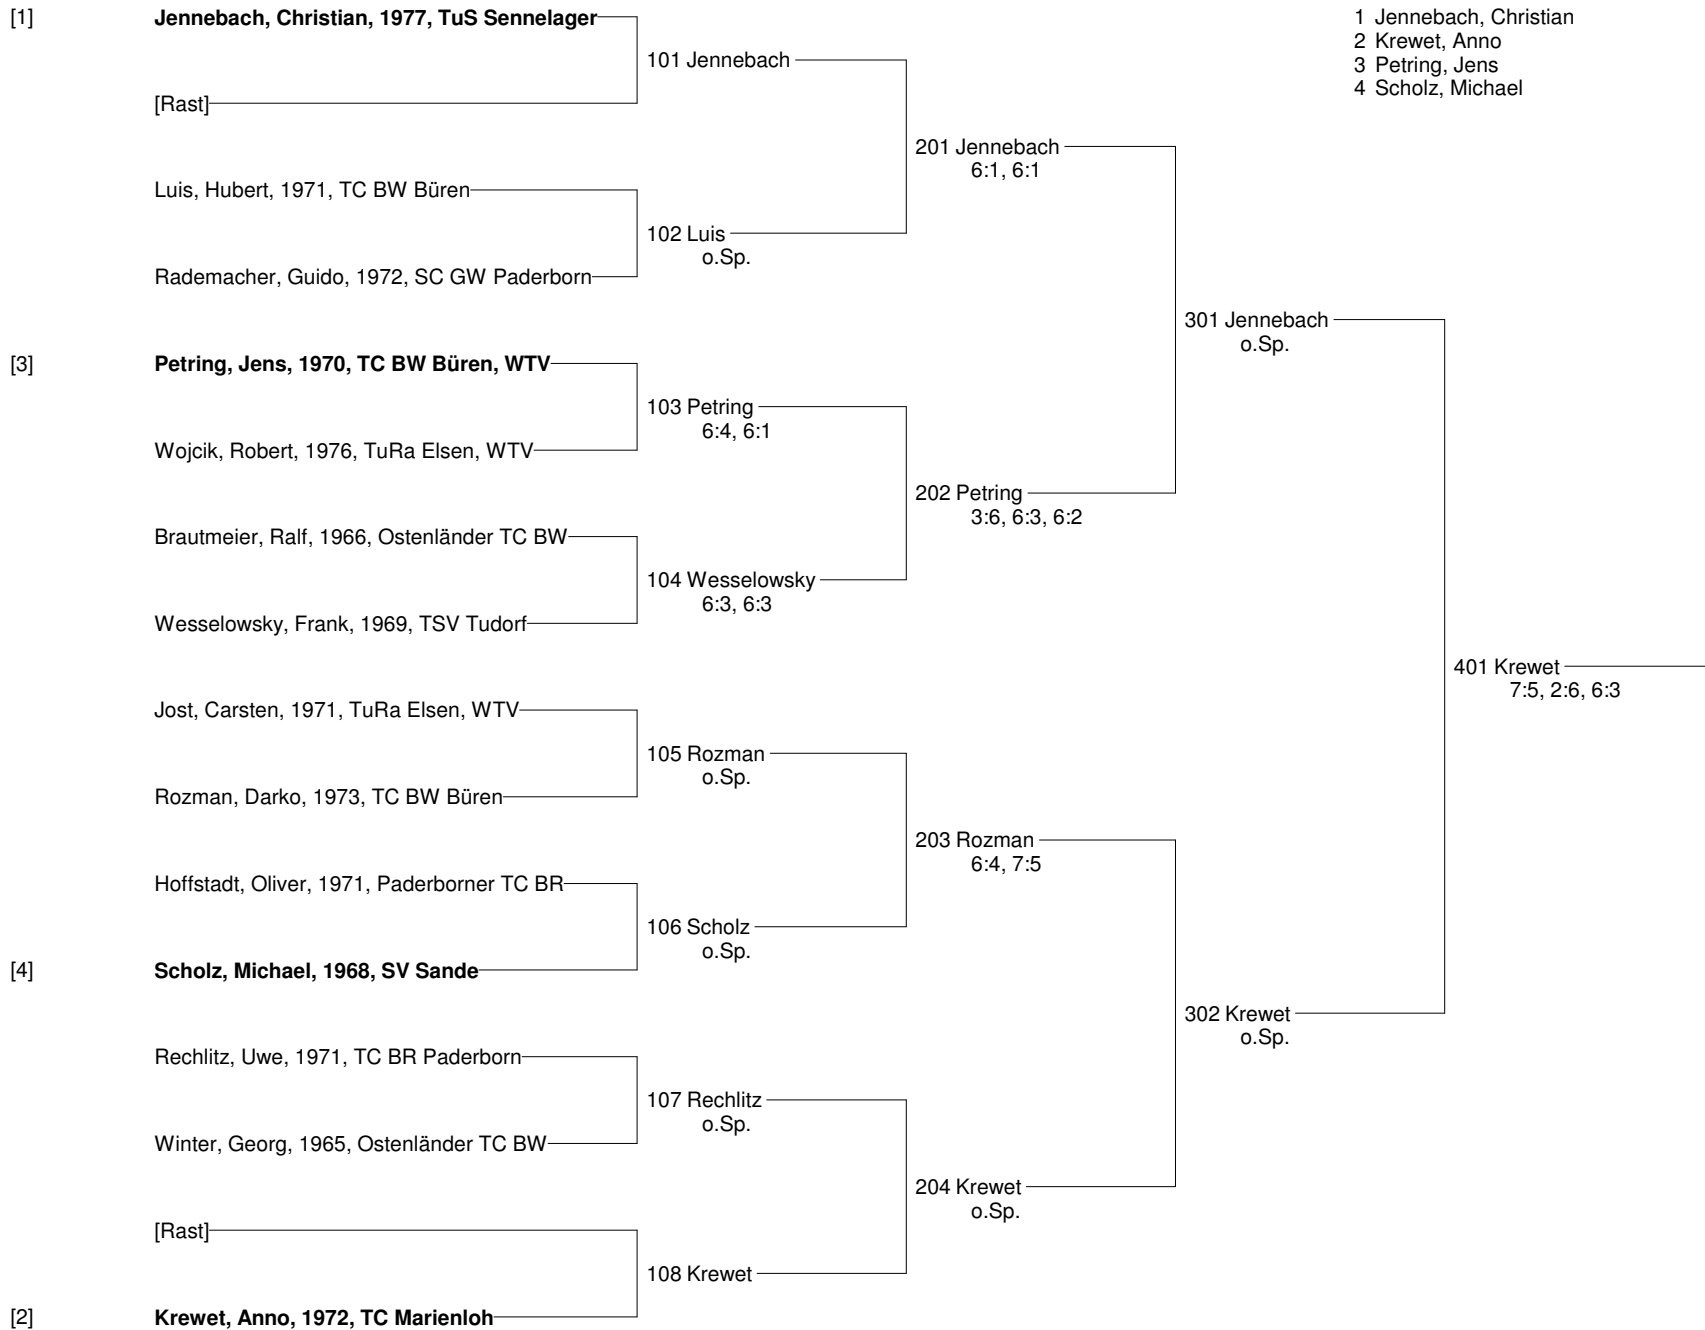 [1] Jennebach, Christian, 1977, TuS Sennelager
[Rast]
Luis, Hubert, 1971, TC BW Büren
Rademacher, Guido, 1972, SC GW Paderborn
[3] Petring, Jens, 1970, TC BW Büren, WTV
Wojcik, Robert, 1976, TuRa Elsen, WTV
Brautmeier, Ralf, 1966, Ostenländer TC BW
Wesselowsky, Frank, 1969, TSV Tudorf
Jost, Carsten, 1971, TuRa Elsen, WTV
Rozman, Darko, 1973, TC BW Büren
Hoffstadt, Oliver, 1971, Paderborner TC BR
[4] Scholz, Michael, 1968, SV Sande
Rechlitz, Uwe, 1971, TC BR Paderborn
Winter, Georg, 1965, Ostenländer TC BW
[Rast]
[2] Krewet, Anno, 1972, TC Marienloh
101 Jennebach
102 Luis
o.Sp.
103 Petring
6:4, 6:1
104 Wesselowsky
6:3, 6:3
105 Rozman
o.Sp.
106 Scholz
o.Sp.
107 Rechlitz
o.Sp.
108 Krewet
201 Jennebach
6:1, 6:1
202 Petring
3:6, 6:3, 6:2
203 Rozman
6:4, 7:5
204 Krewet
o.Sp.
301 Jennebach
o.Sp.
302 Krewet
o.Sp.
401 Krewet
7:5, 2:6, 6:3
1 Jennebach, Christian
2 Krewet, Anno
3 Petring, Jens
4 Scholz, Michael